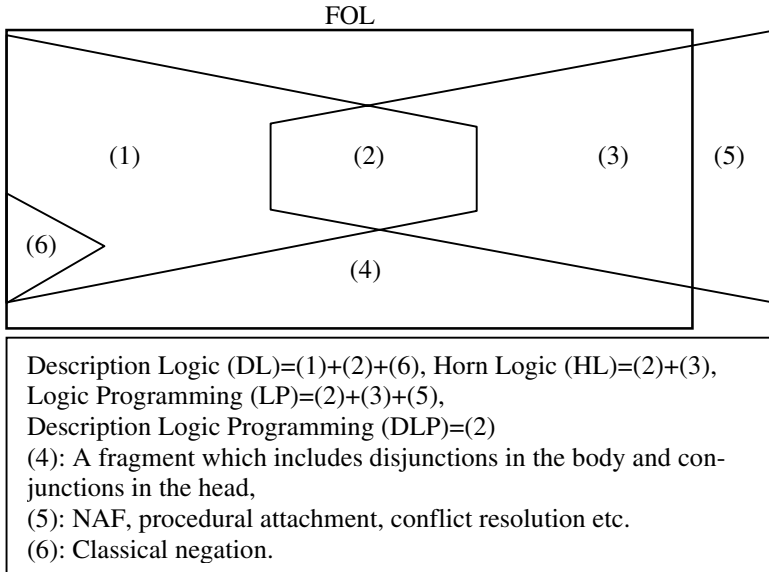 FOL
(1)
(2)
(3)
(5)
(6)
(4)
Description Logic (DL)=(1)+(2)+(6), Horn Logic (HL)=(2)+(3),
Logic Programming (LP)=(2)+(3)+(5),
Description Logic Programming (DLP)=(2)
(4): A fragment which includes disjunctions in the body and con-
junctions in the head,
(5): NAF, procedural attachment, conflict resolution etc.
(6): Classical negation.